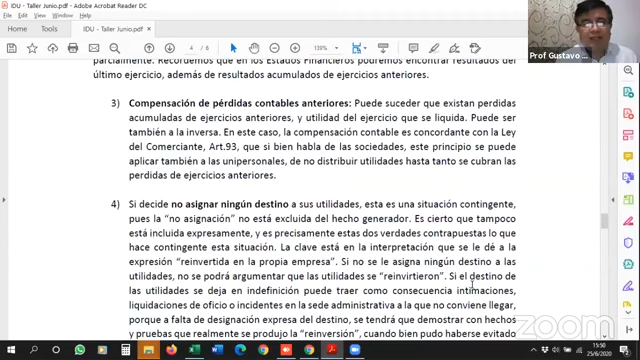 IDU - Taller Junio.pdf - Adobe Acrobat Reader DC
File Edit View Window Help
Home Tools IDU - Taller Junio.pdf
4 / 6 139%
parcialmente. Recordemos que en los Estados Financieros podremos encontrar resultados del
último ejercicio, además de resultados acumulados de ejercicios anteriores.
3) Compensación de pérdidas contables anteriores: Puede suceder que existan perdidas
acumuladas de ejercicios anteriores, y utilidad del ejercicio que se liquida. Puede ser
también a la inversa. En este caso, la compensación contable es concordante con la Ley
del Comerciante, Art.93, que si bien habla de las sociedades, este principio se puede
aplicar también a las unipersonales, de no distribuir utilidades hasta tanto se cubran las
perdidas de ejercicios anteriores.
4) Si decide no asignar ningún destino a sus utilidades, esta es una situación contingente,
pues la "no asignación" no está excluida del hecho generador. Es cierto que tampoco
está incluida expresamente, y es precisamente estas dos verdades contrapuestas lo que
hace contingente esta situación. La clave está en la interpretación que se le dé a la
expresión "reinvertida en la propia empresa". Si no se le asigna ningún destino a las
utilidades, no se podrá argumentar que las utilidades se "reinvirtieron". Si el destino de
las utilidades se deja en indefinición puede traer como consecuencia intimaciones,
liquidaciones de oficio o incidentes en la sede administrativa a la que no conviene llegar,
porque a falta de designación expresa del destino, se tendrá que demostrar con hechos
y pruebas que realmente se produjo la "reinversión", cuando bien pudo haberse evitado
Prof Gustavo ...
zoom
15:50
25/6/2020